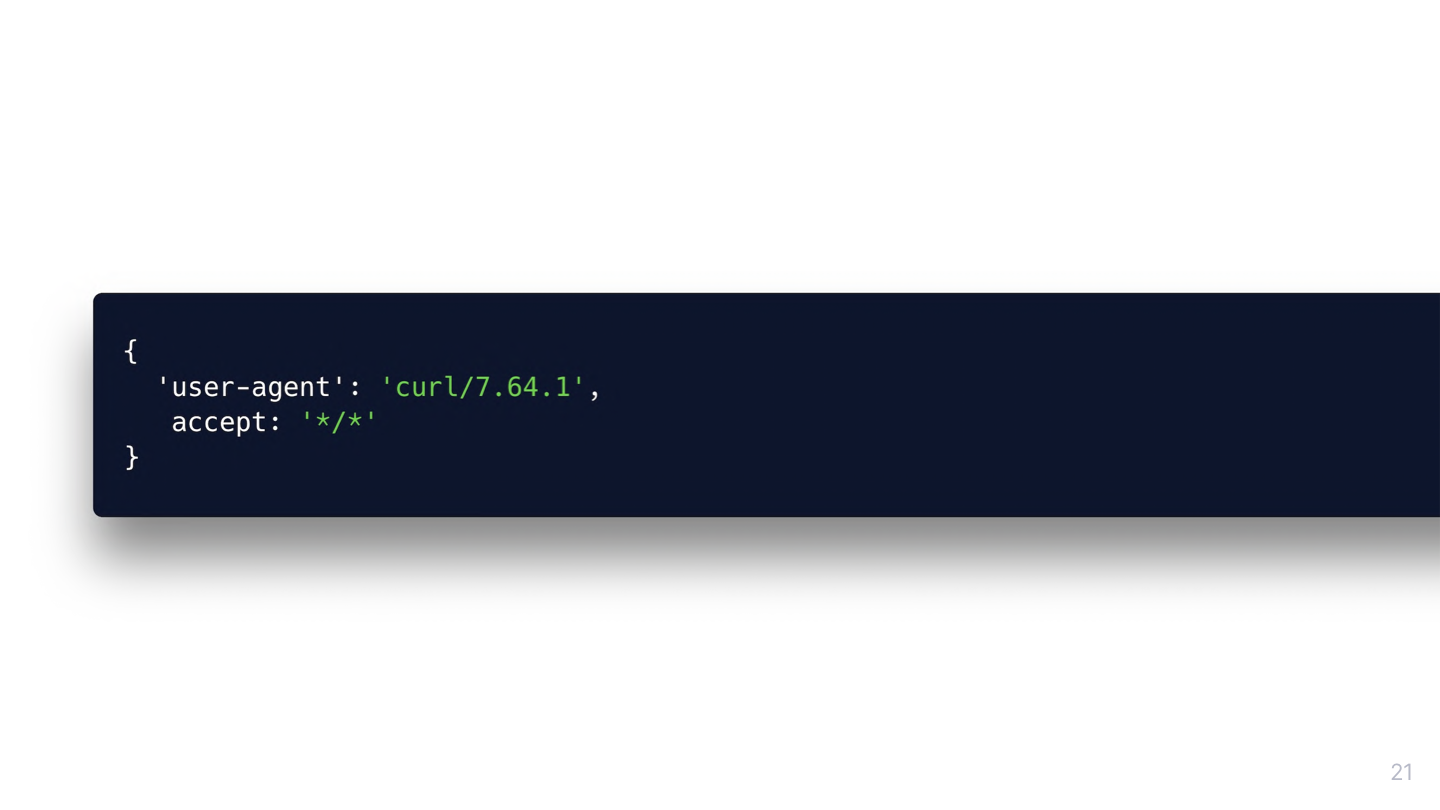 {
  'user-agent': 'curl/7.64.1',
   accept: '*/*'
}
21